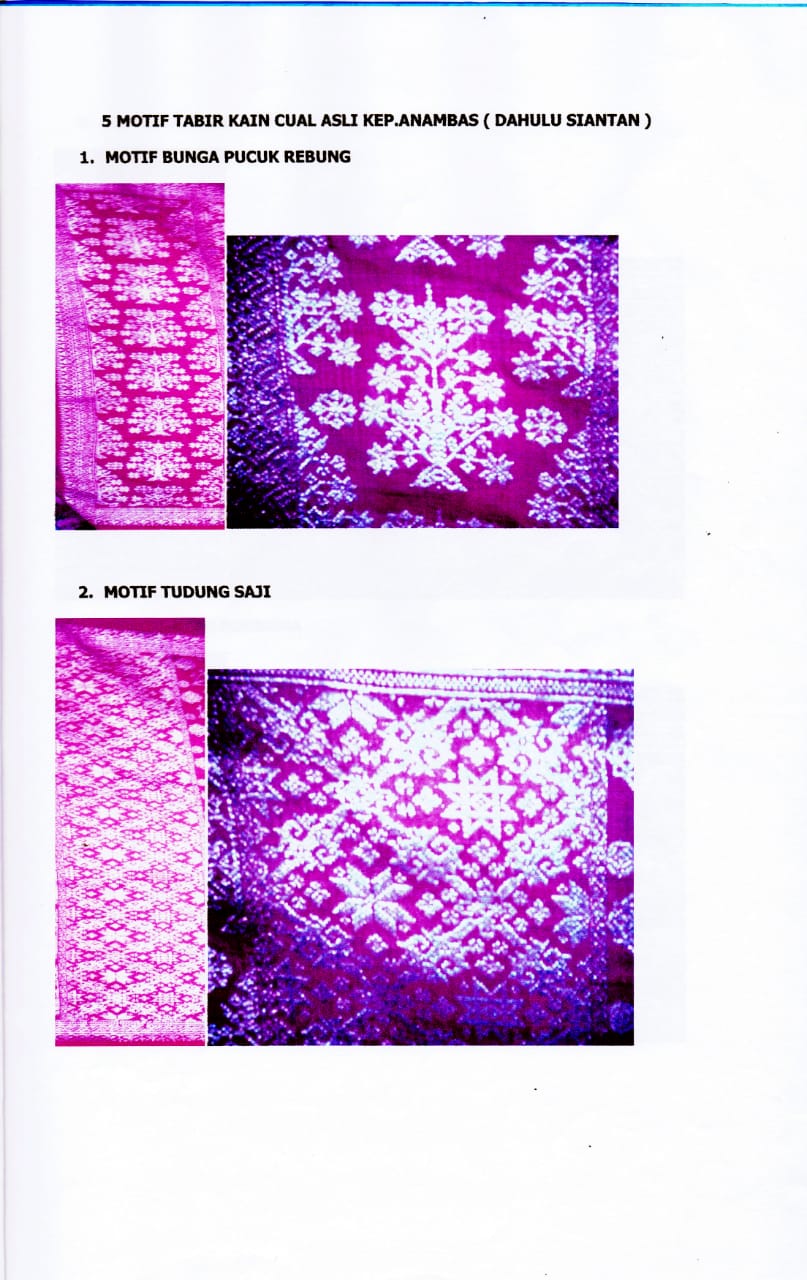 5 MOTIF TABIR KAIN CUAL ASLI KEP.ANAMBAS ( DAHULU SIANTAN )
1. MOTIF BUNGA PUCUK REBUNG
2. MOTIF TUDUNG SAJI